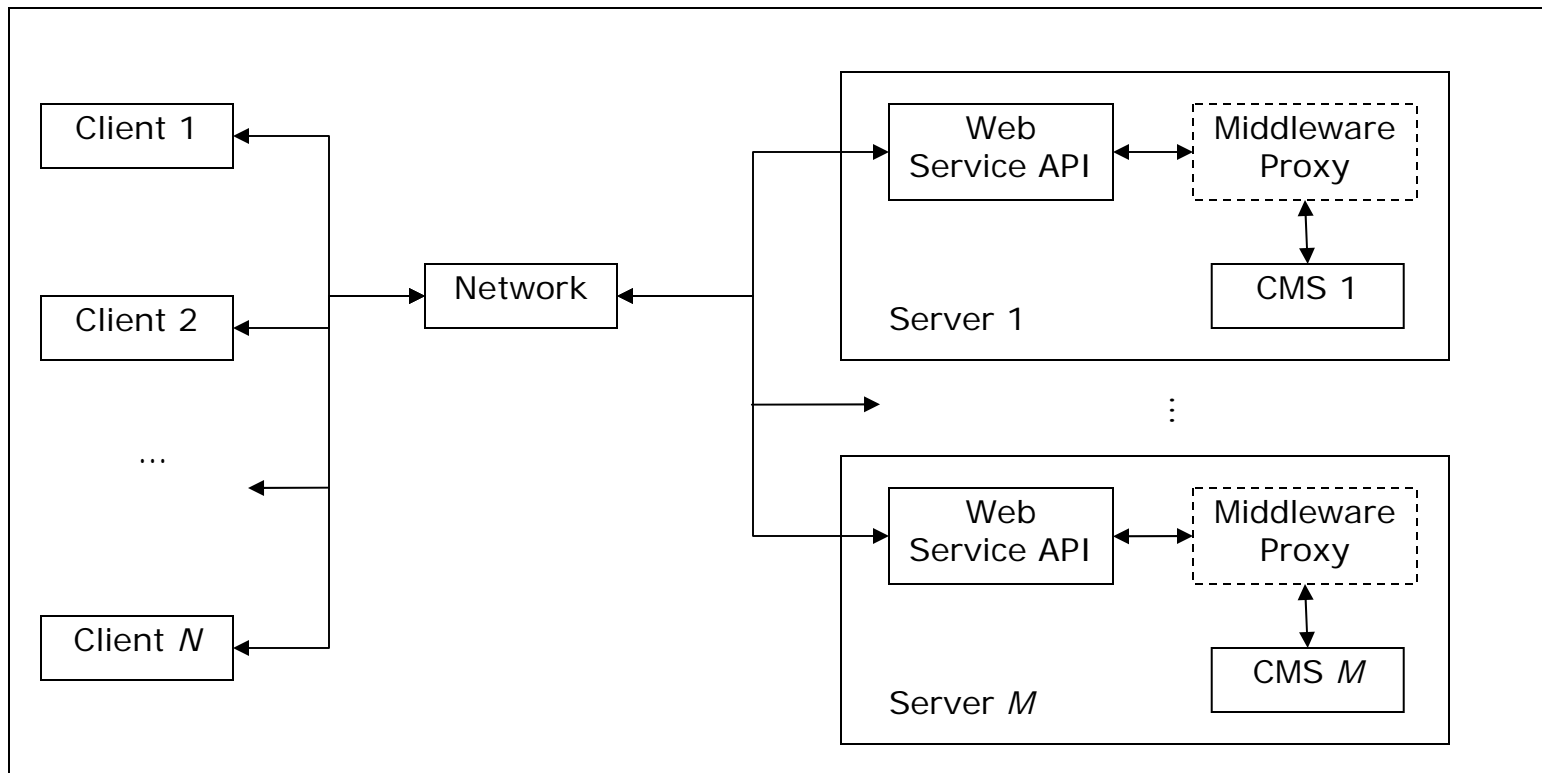 Client 1
Client 2
...
Client N
Network
Web
Service API
Middleware
Proxy
CMS 1
Server 1
...
Web
Service API
Middleware
Proxy
CMS M
Server M